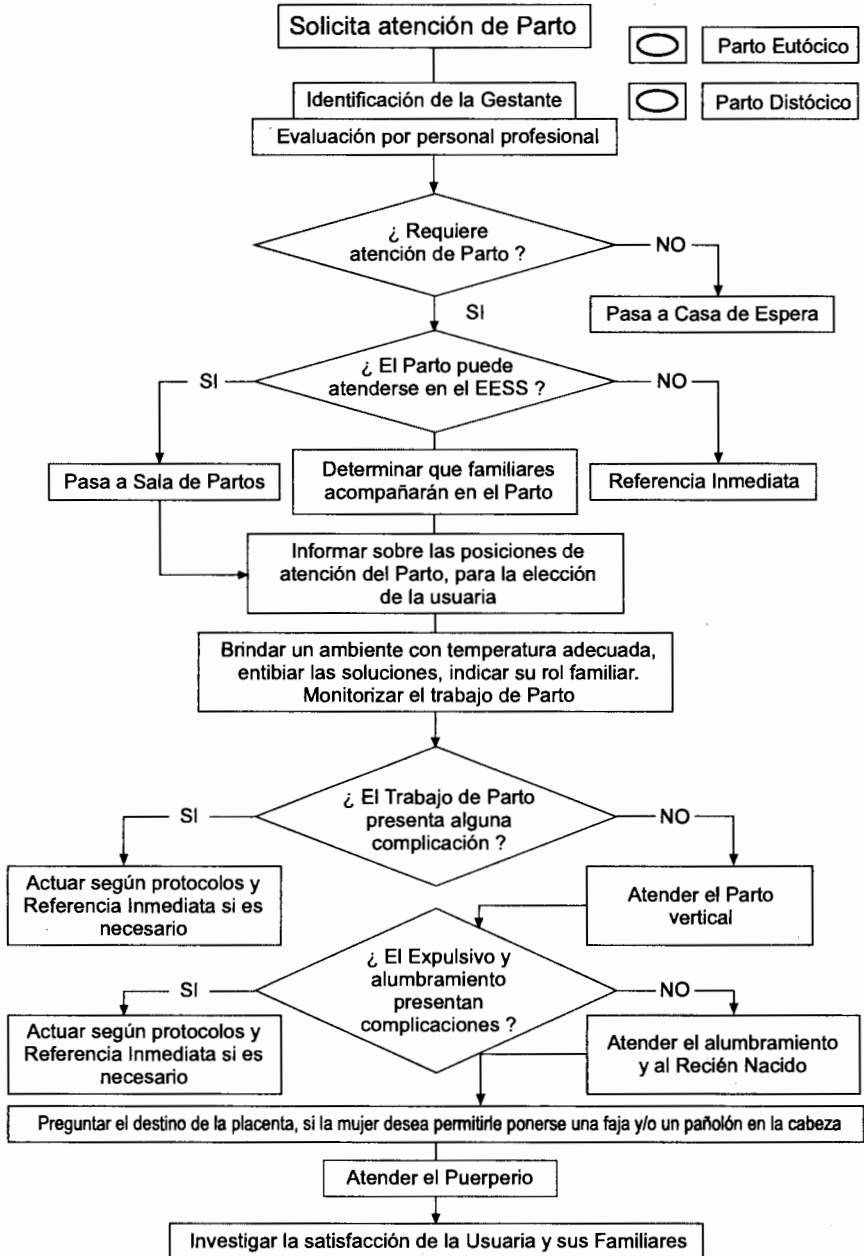 Solicita atención de Parto
Parto Eutócico
Identificación de la Gestante
Parto Distócico
Evaluación por personal profesional
¿ Requiere
atención de Parto ?
NO
SI
Pasa a Casa de Espera
¿ El Parto puede
atenderse en el EESS ?
SI
NO
Pasa a Sala de Partos
Determinar que familiares
acompañarán en el Parto
Referencia Inmediata
Informar sobre las posiciones de
atención del Parto, para la elección
de la usuaria
Brindar un ambiente con temperatura adecuada,
entibiar las soluciones, indicar su rol familiar.
Monitorizar el trabajo de Parto
¿ El Trabajo de Parto
presenta alguna
complicación ?
SI
NO
Actuar según protocolos y
Referencia Inmediata si es
necesario
Atender el Parto
vertical
¿ El Expulsivo y
alumbramiento
presentan
complicaciones ?
SI
NO
Actuar según protocolos y
Referencia Inmediata si es
necesario
Atender el alumbramiento
y al Recién Nacido
Preguntar el destino de la placenta, si la mujer desea permitirle ponerse una faja y/o un pañolón en la cabeza
Atender el Puerperio
Investigar la satisfacción de la Usuaria y sus Familiares